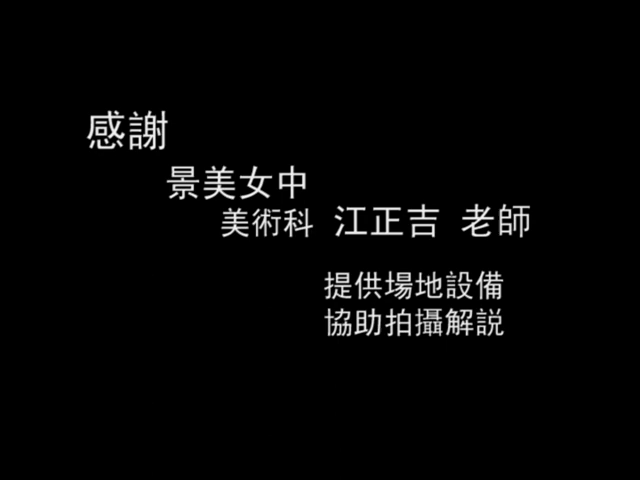 感謝
景美女中
美術科 江正吉 老師
提供場地設備
協助拍攝解說